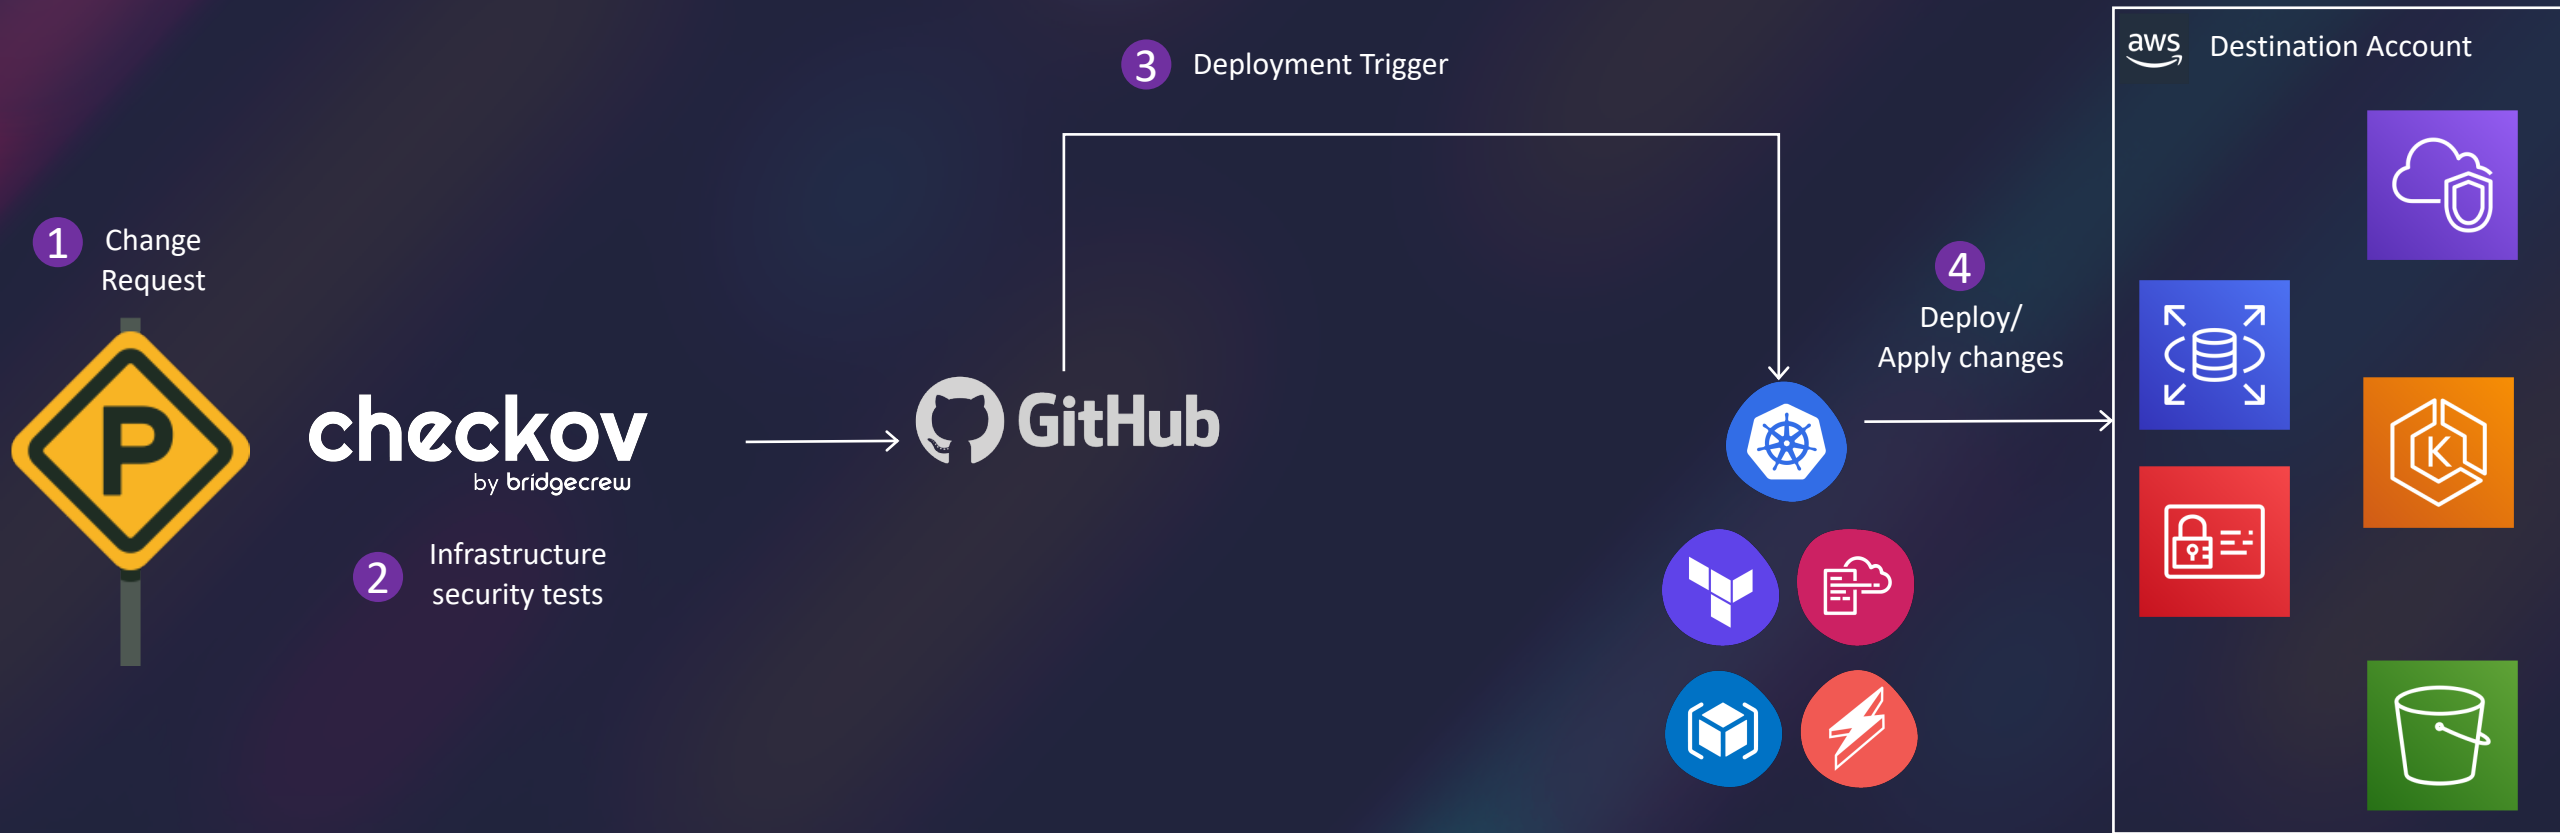 1
Change
Request
P
checkov
by bridgecrew
2
Infrastructure
security tests
GitHub
3
Deployment Trigger
4
Deploy/
Apply changes
aws
Destination Account
K